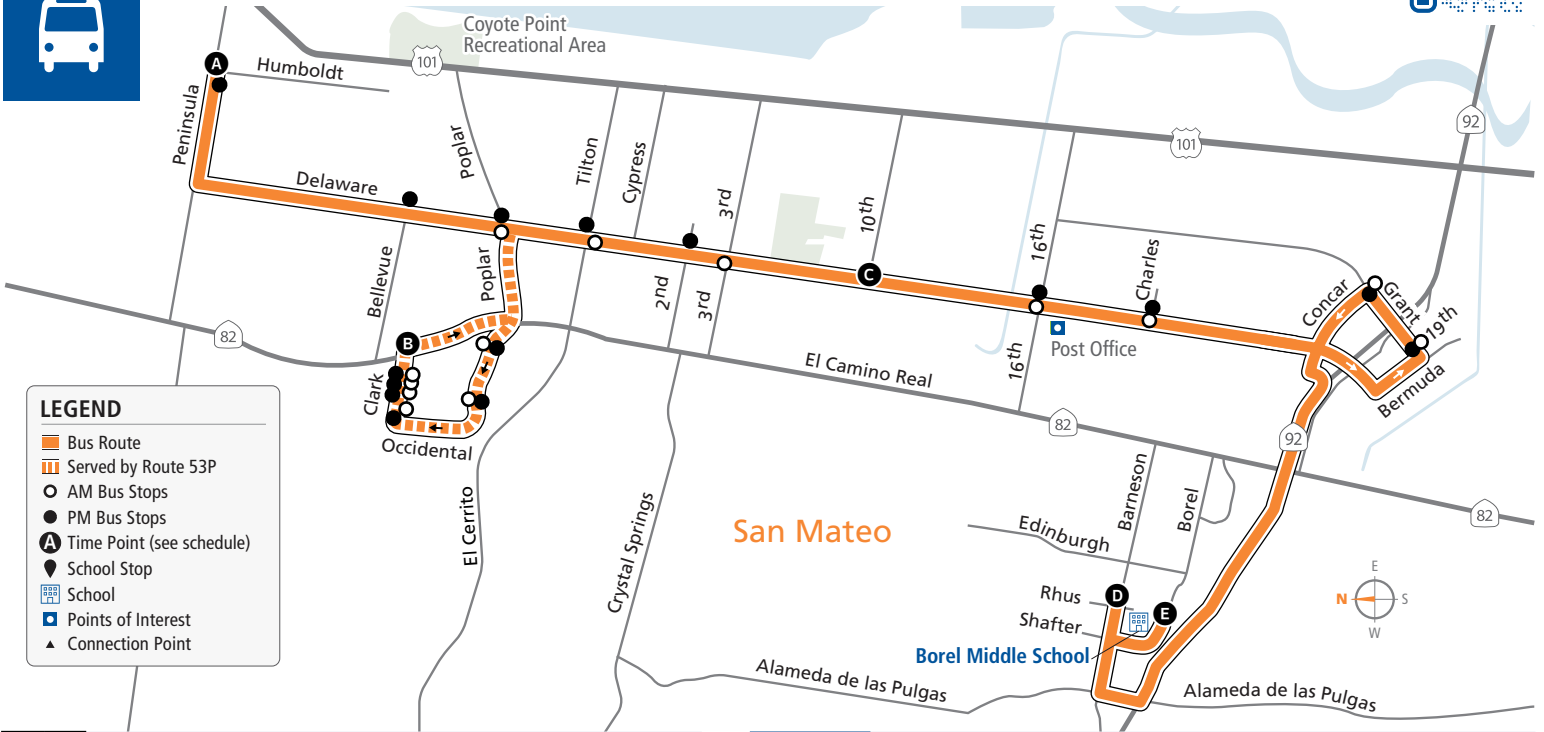 Coyote Point
Recreational Area
A
Humboldt
101
Peninsula
Poplar
Tilton
Cypress
3rd
10th
101
92
Delaware
16th
Charles
C
Bellevue
Poplar
2nd
3rd
Concar
Grant
19th
Bermuda
82
B
Clark
Occidental
16th
Post Office
El Camino Real
82
92
82
LEGEND
Bus Route
Served by Route 53P
AM Bus Stops
PM Bus Stops
A Time Point (see schedule)
School Stop
School
Points of Interest
Connection Point
El Cerrito
Crystal Springs
San Mateo
Edinburgh
Barneson
Borel
Rhus
Shafter
D
E
Borel Middle School
Alameda de las Pulgas
Alameda de las Pulgas
E
N
S
W